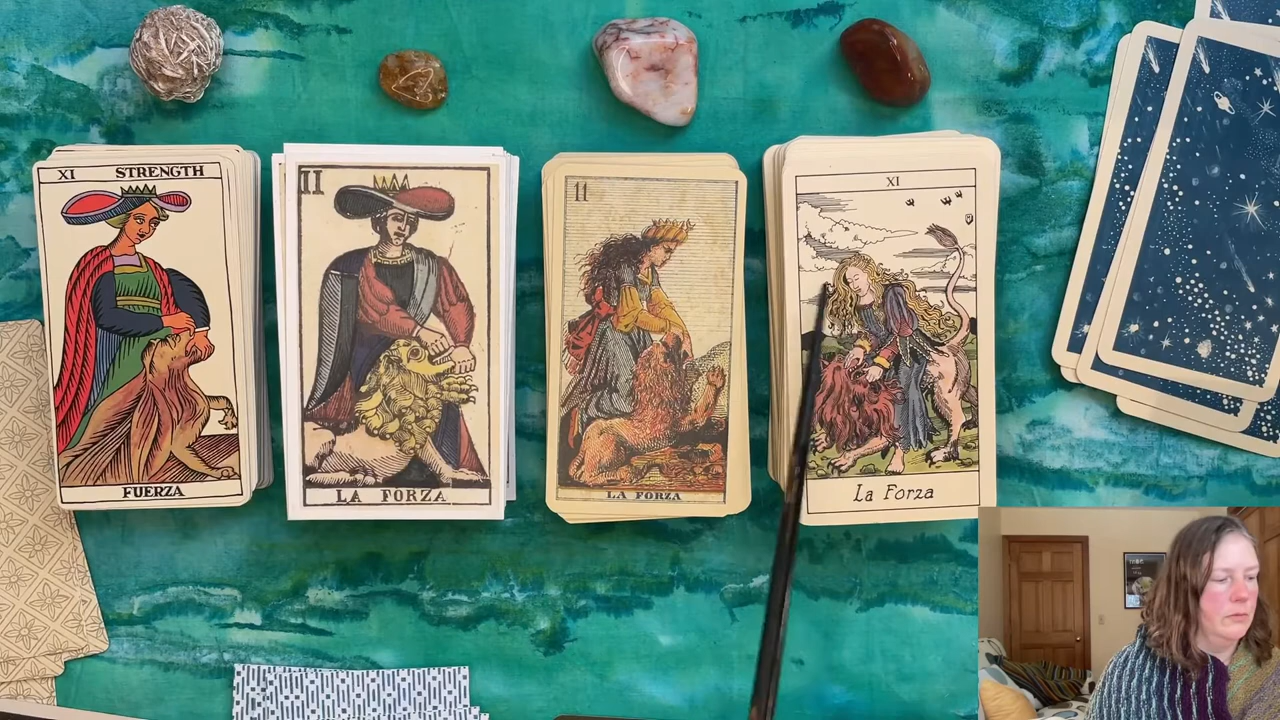 XI STRENGTH
FUERZA
II
LA FORZA
11
LA FORZA
XI
La Forza